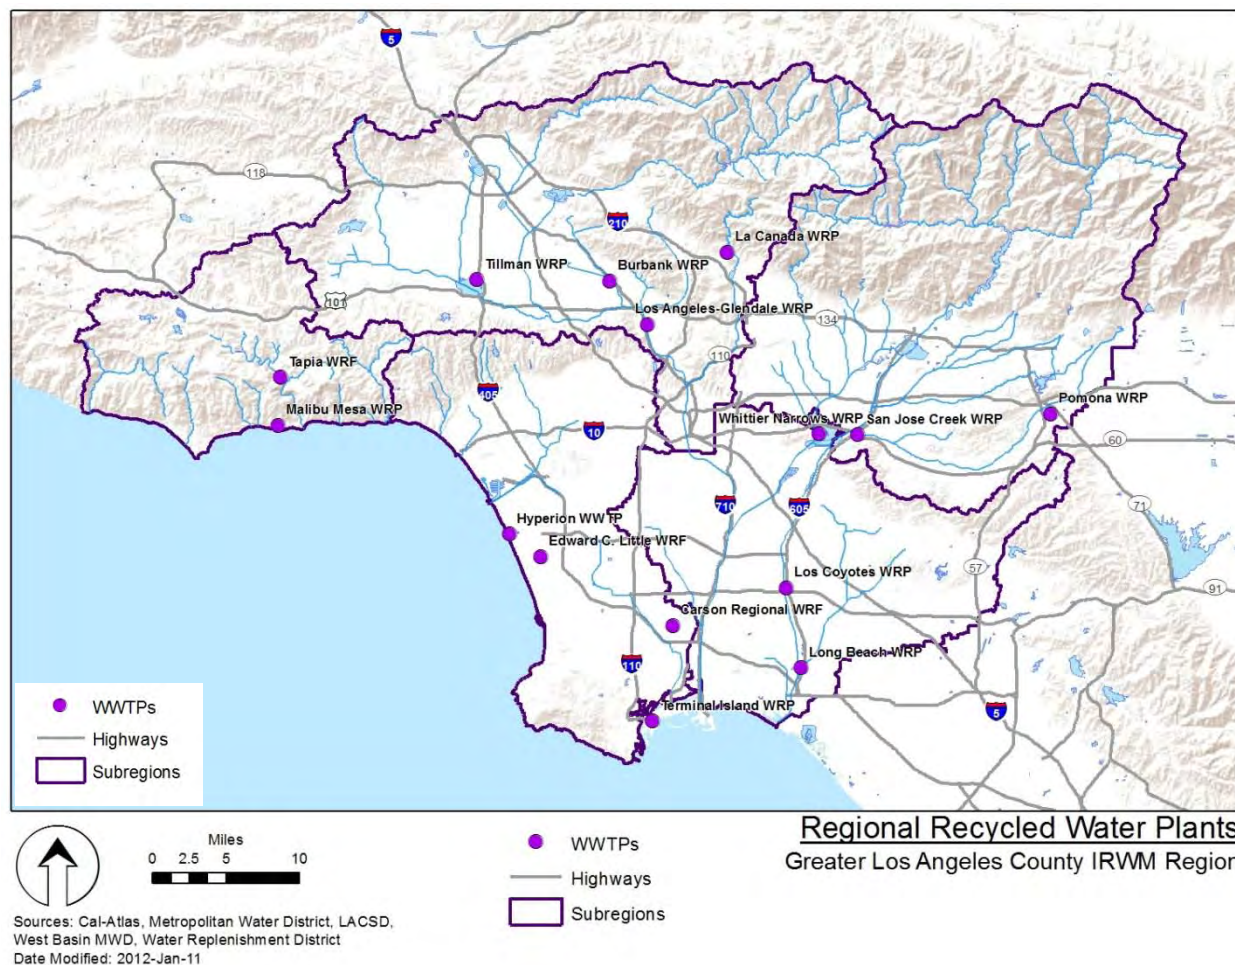 5
118
210
La Canada WRP
Tillman WRP
Burbank WRP
101
Los Angeles-Glendale WRP
134
110
Tapia WRF
405
Malibu Mesa WRP
10
Whittier Narrows WRP
San Jose Creek WRP
Pomona WRP
60
710
605
71
Hyperion WWTP
Edward C. Little WRF
Los Coyotes WRP
57
91
Carson Regional WRF
110
Long Beach WRP
Terminal Island WRP
5
WWTPs
Highways
Subregions
Regional Recycled Water Plants
Greater Los Angeles County IRWM Region
Miles
0 2.5 5 10
WWTPs
Highways
Subregions
Sources: Cal-Atlas, Metropolitan Water District, LACSD,
West Basin MWD, Water Replenishment District
Date Modified: 2012-Jan-11